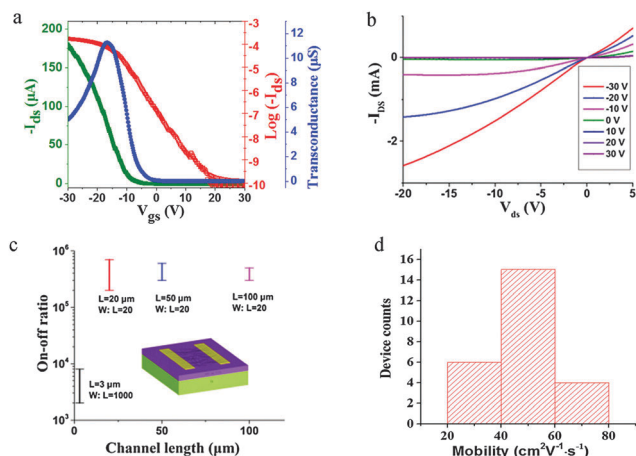 a
-I_ds (μA)
200
150
100
50
0
-30 -20 -10 0 10 20 30
V_gs (V)
-3
-4
-5
-6
-7
-8
-9
-10
Log (-I_ds)
12
10
8
6
4
2
0
Transconductance (μS)
b
-I_DS (mA)
0
-2
-20 -15 -10 -5 0 5
V_ds (V)
-30 V
-20 V
-10 V
0 V
10 V
20 V
30 V
c
On-off ratio
10^6
10^5
10^4
10^3
L=20 μm
W: L=20
L=50 μm
W: L=20
L=100 μm
W: L=20
L=3 μm
W: L=1000
0 50 100
Channel length (μm)
d
Device counts
16
14
12
10
8
6
4
2
0
20 40 60 80
Mobility (cm²V⁻¹·s⁻¹)